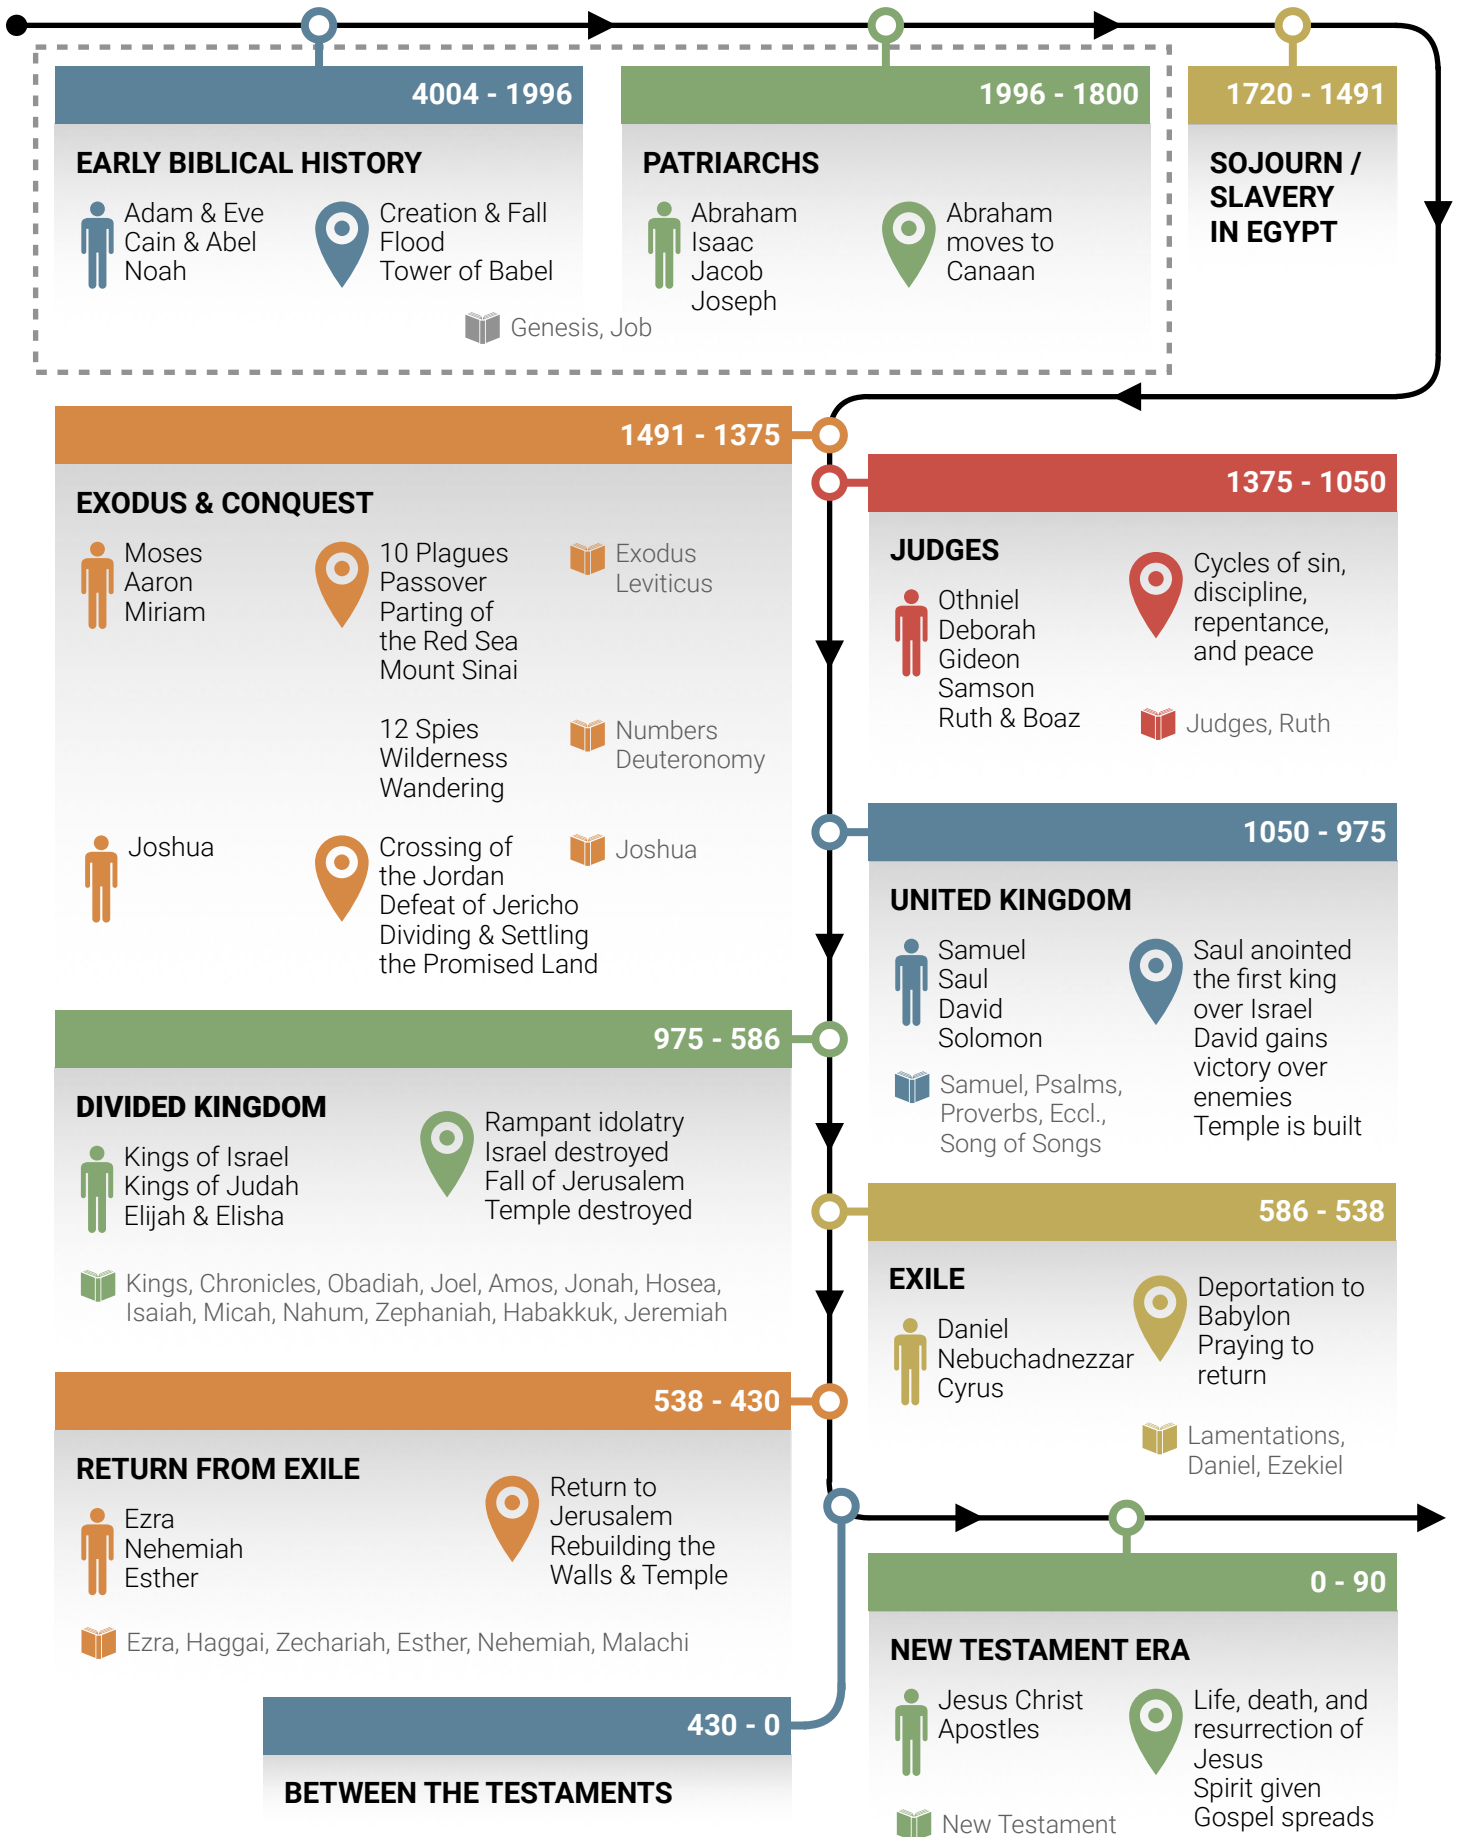 4004 - 1996
EARLY BIBLICAL HISTORY
Adam & Eve
Cain & Abel
Noah
Creation & Fall
Flood
Tower of Babel
1996 - 1800
PATRIARCHS
Abraham
Isaac
Jacob
Joseph
Abraham
moves to
Canaan
Genesis, Job
1720 - 1491
SOJOURN /
SLAVERY
IN EGYPT
1491 - 1375
EXODUS & CONQUEST
Moses
Aaron
Miriam
10 Plagues
Passover
Parting of
the Red Sea
Mount Sinai
Exodus
Leviticus
12 Spies
Wilderness
Wandering
Numbers
Deuteronomy
Joshua
Crossing of
the Jordan
Defeat of Jericho
Dividing & Settling
the Promised Land
Joshua
1375 - 1050
JUDGES
Othniel
Deborah
Gideon
Samson
Ruth & Boaz
Cycles of sin,
discipline,
repentance,
and peace
Judges, Ruth
1050 - 975
UNITED KINGDOM
Samuel
Saul
David
Solomon
Saul anointed
the first king
over Israel
David gains
victory over
enemies
Temple is built
Samuel, Psalms,
Proverbs, Eccl.,
Song of Songs
975 - 586
DIVIDED KINGDOM
Kings of Israel
Kings of Judah
Elijah & Elisha
Rampant idolatry
Israel destroyed
Fall of Jerusalem
Temple destroyed
Kings, Chronicles, Obadiah, Joel, Amos, Jonah, Hosea,
Isaiah, Micah, Nahum, Zephaniah, Habakkuk, Jeremiah
586 - 538
EXILE
Daniel
Nebuchadnezzar
Cyrus
Deportation to
Babylon
Praying to
return
Lamentations,
Daniel, Ezekiel
538 - 430
RETURN FROM EXILE
Ezra
Nehemiah
Esther
Return to
Jerusalem
Rebuilding the
Walls & Temple
Ezra, Haggai, Zechariah, Esther, Nehemiah, Malachi
430 - 0
BETWEEN THE TESTAMENTS
0 - 90
NEW TESTAMENT ERA
Jesus Christ
Apostles
Life, death, and
resurrection of
Jesus
Spirit given
Gospel spreads
New Testament